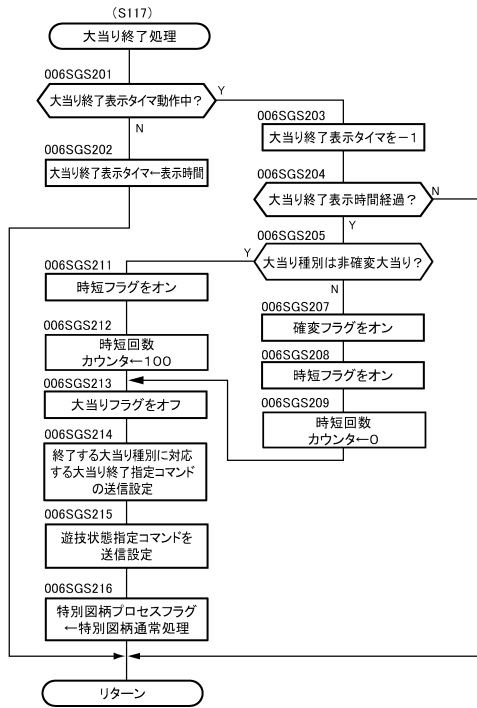 (S117)
大当り終了処理
006SGS201
大当り終了表示タイマ動作中？
Y
N
006SGS202
大当り終了表示タイマ←表示時間
006SGS203
大当り終了表示タイマを－1
006SGS204
大当り終了表示時間経過？
N
Y
006SGS205
大当り種別は非確変大当り？
Y
N
006SGS207
確変フラグをオン
006SGS208
時短フラグをオン
006SGS209
時短回数
カウンタ←0
006SGS211
時短フラグをオン
006SGS212
時短回数
カウンタ←100
006SGS213
大当りフラグをオフ
006SGS214
終了する大当り種別に対応
する大当り終了指定コマンド
の送信設定
006SGS215
遊技状態指定コマンドを
送信設定
006SGS216
特別図柄プロセスフラグ
←特別図柄通常処理
リターン